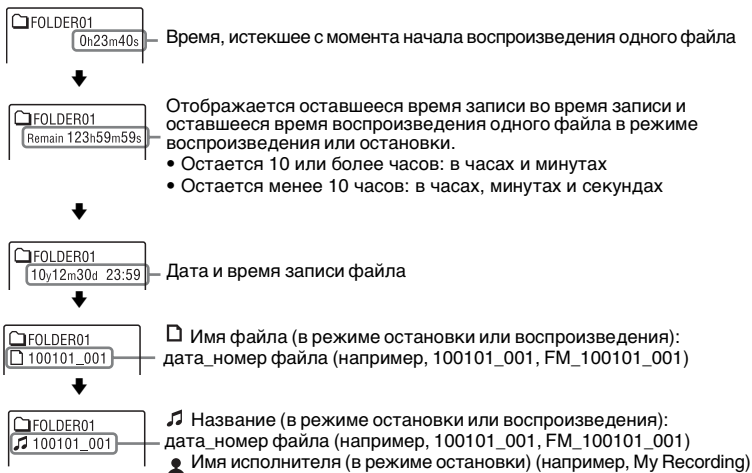 FOLDER01
0h23m40s
Время, истекшее с момента начала воспроизведения одного файла
FOLDER01
Remain 123h59m59s
Отображается оставшееся время записи во время записи и
оставшееся время воспроизведения одного файла в режиме
воспроизведения или остановки.
• Остается 10 или более часов: в часах и минутах
• Остается менее 10 часов: в часах, минутах и секундах
FOLDER01
10y12m30d 23:59
Дата и время записи файла
FOLDER01
100101_001
Имя файла (в режиме остановки или воспроизведения):
дата_номер файла (например, 100101_001, FM_100101_001)
FOLDER01
100101_001
Название (в режиме остановки или воспроизведения):
дата_номер файла (например, 100101_001, FM_100101_001)
Имя исполнителя (в режиме остановки) (например, My Recording)